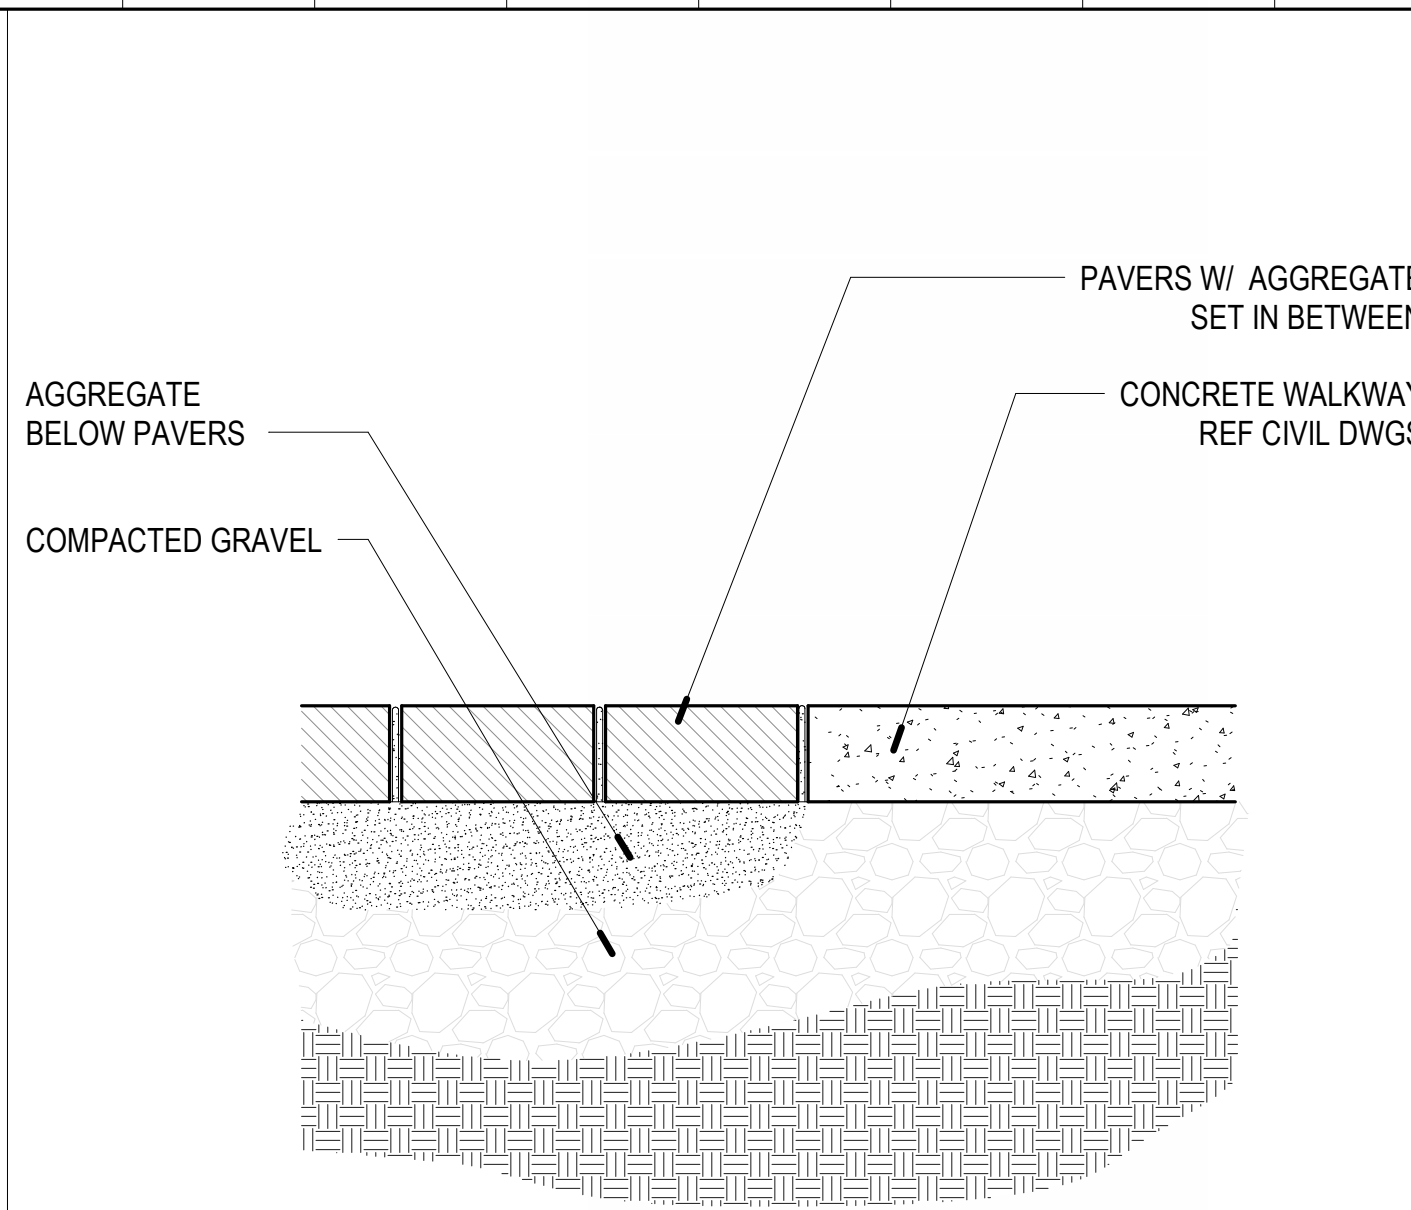 PAVERS W/ AGGREGATE
SET IN BETWEEN
AGGREGATE
BELOW PAVERS
CONCRETE WALKWAY
REF CIVIL DWGS
COMPACTED GRAVEL